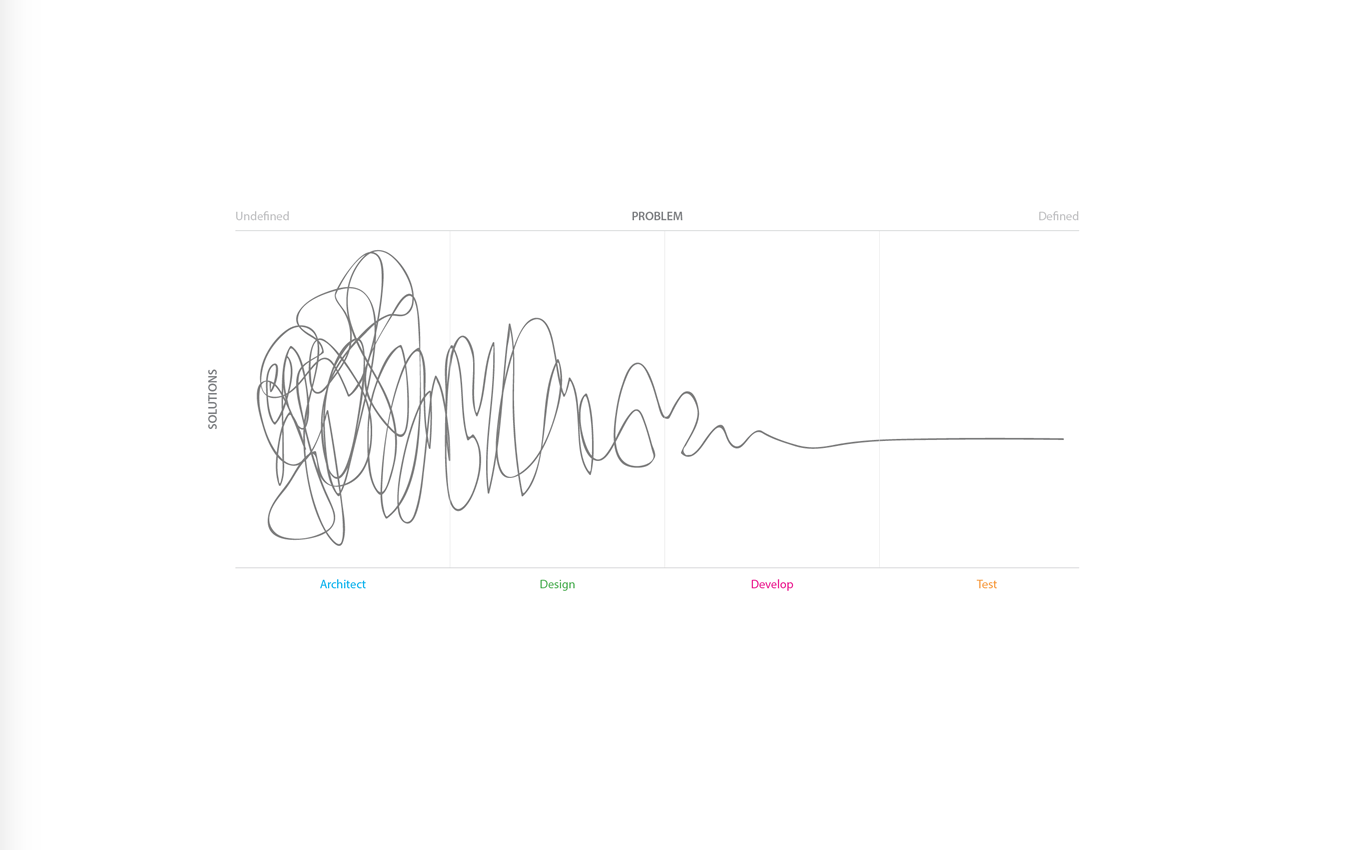 Undefined
PROBLEM
Defined
SOLUTIONS
Architect
Design
Develop
Test